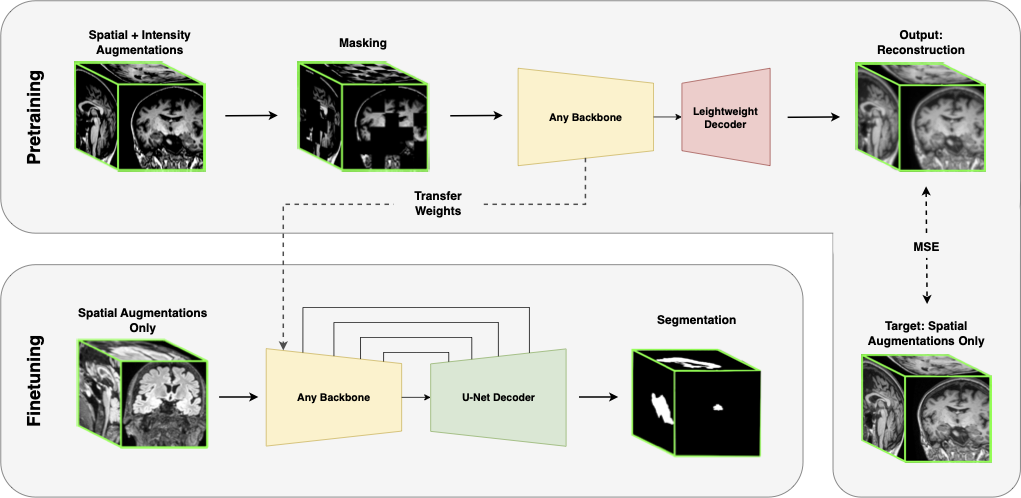 Pretraining
Spatial + Intensity
Augmentations
Masking
Any Backbone
Leightweight
Decoder
Output:
Reconstruction
Transfer
Weights
MSE
Target: Spatial
Augmentations Only
Finetuning
Spatial Augmentations
Only
Any Backbone
U-Net Decoder
Segmentation